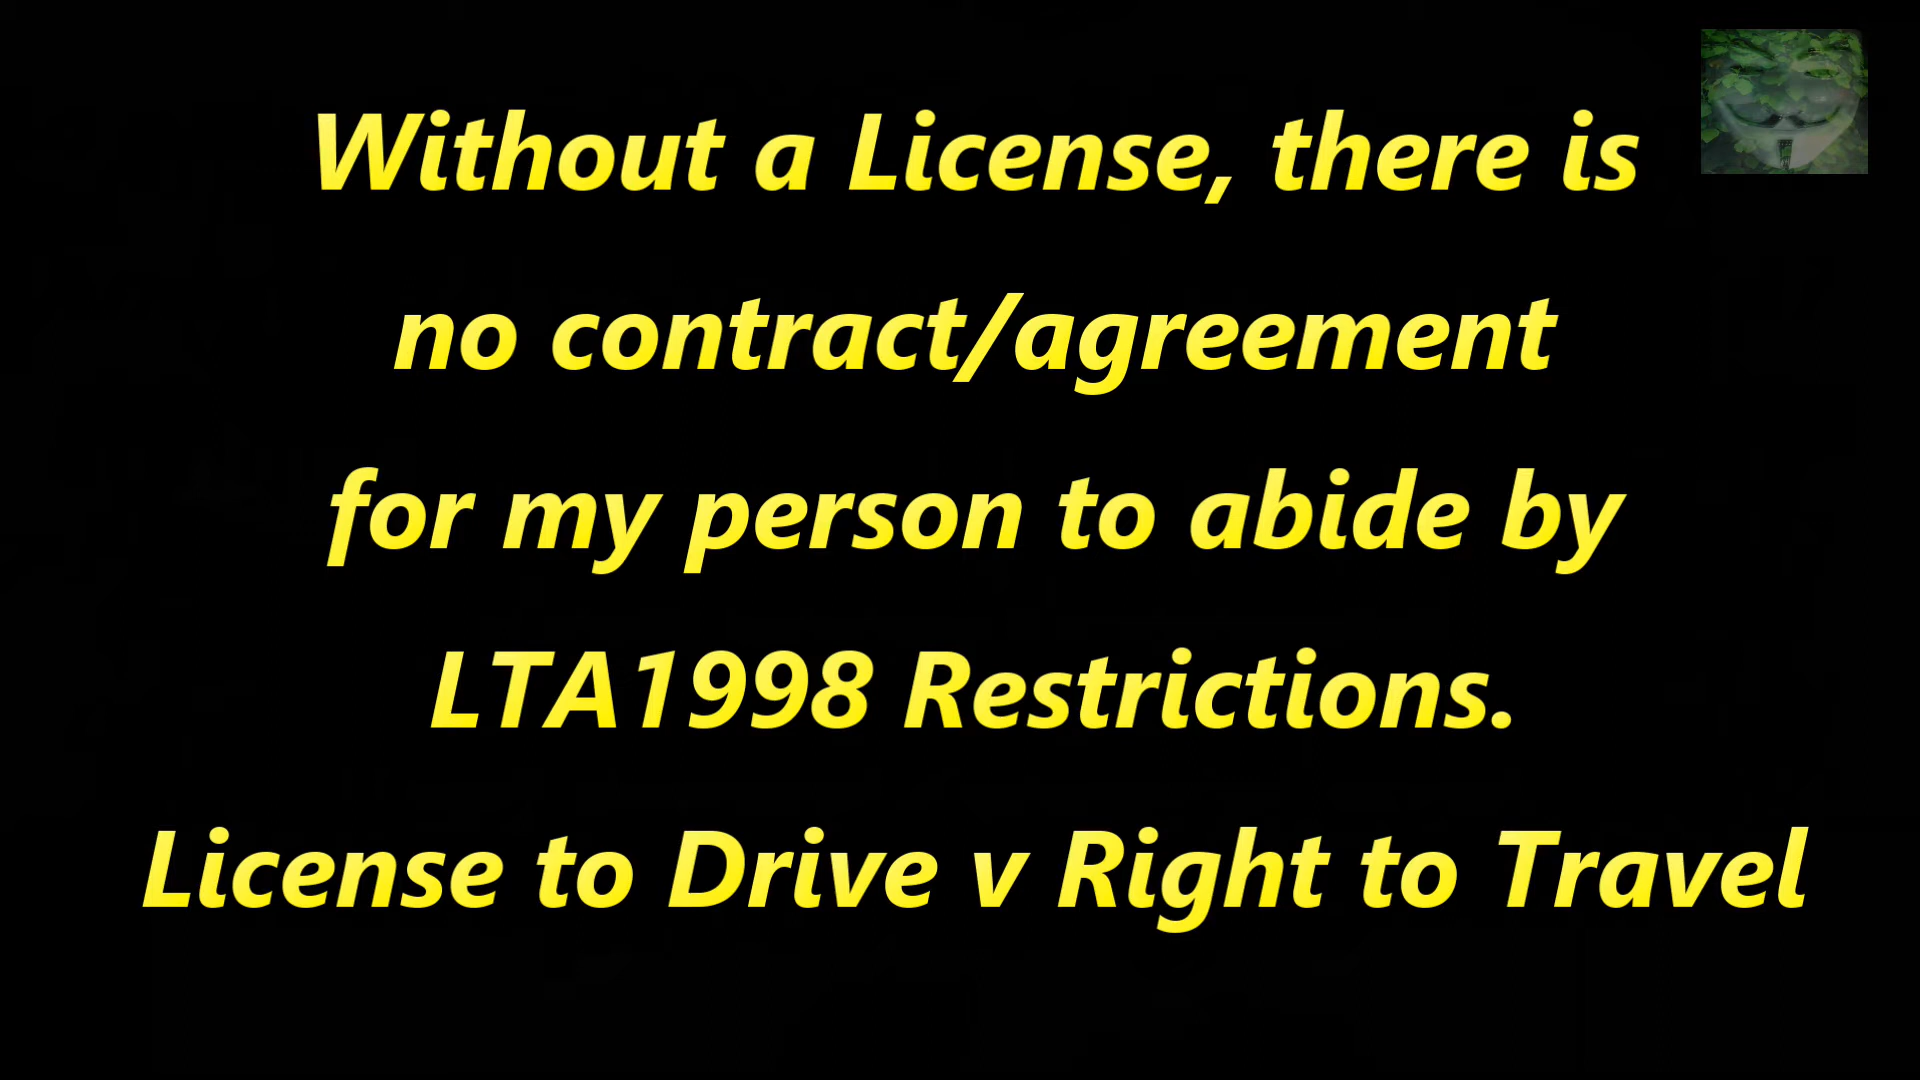 Without a License, there is
no contract/agreement
for my person to abide by
LTA1998 Restrictions.
License to Drive v Right to Travel